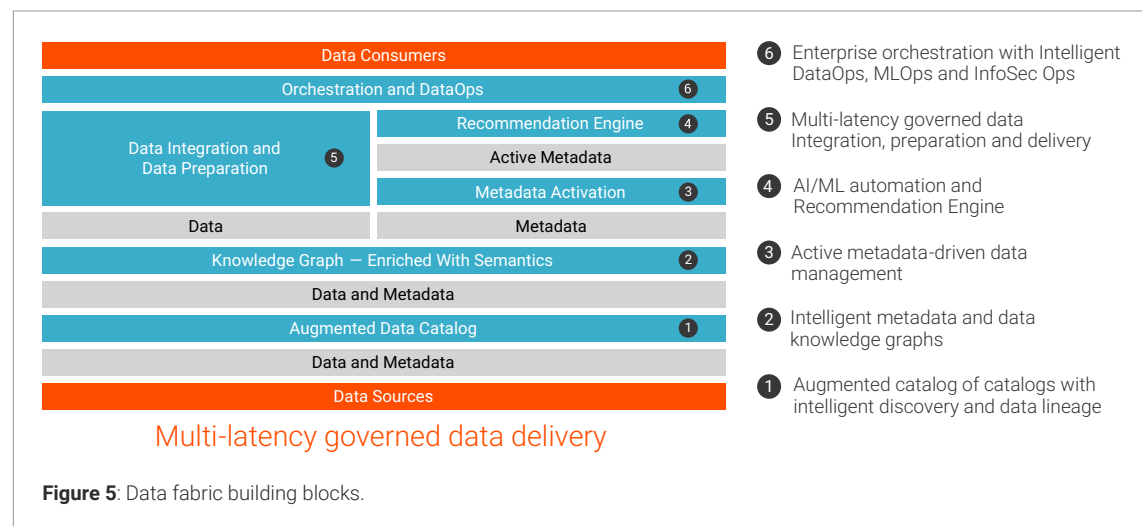 Data Consumers
Orchestration and DataOps 6
Data Integration and
Data Preparation 5
Recommendation Engine 4
Active Metadata
Metadata Activation 3
Data
Metadata
Knowledge Graph — Enriched With Semantics 2
Data and Metadata
Augmented Data Catalog 1
Data and Metadata
Data Sources
Multi-latency governed data delivery
6 Enterprise orchestration with Intelligent
DataOps, MLOps and InfoSec Ops
5 Multi-latency governed data
Integration, preparation and delivery
4 AI/ML automation and
Recommendation Engine
3 Active metadata-driven data
management
2 Intelligent metadata and data
knowledge graphs
1 Augmented catalog of catalogs with
intelligent discovery and data lineage
Figure 5: Data fabric building blocks.